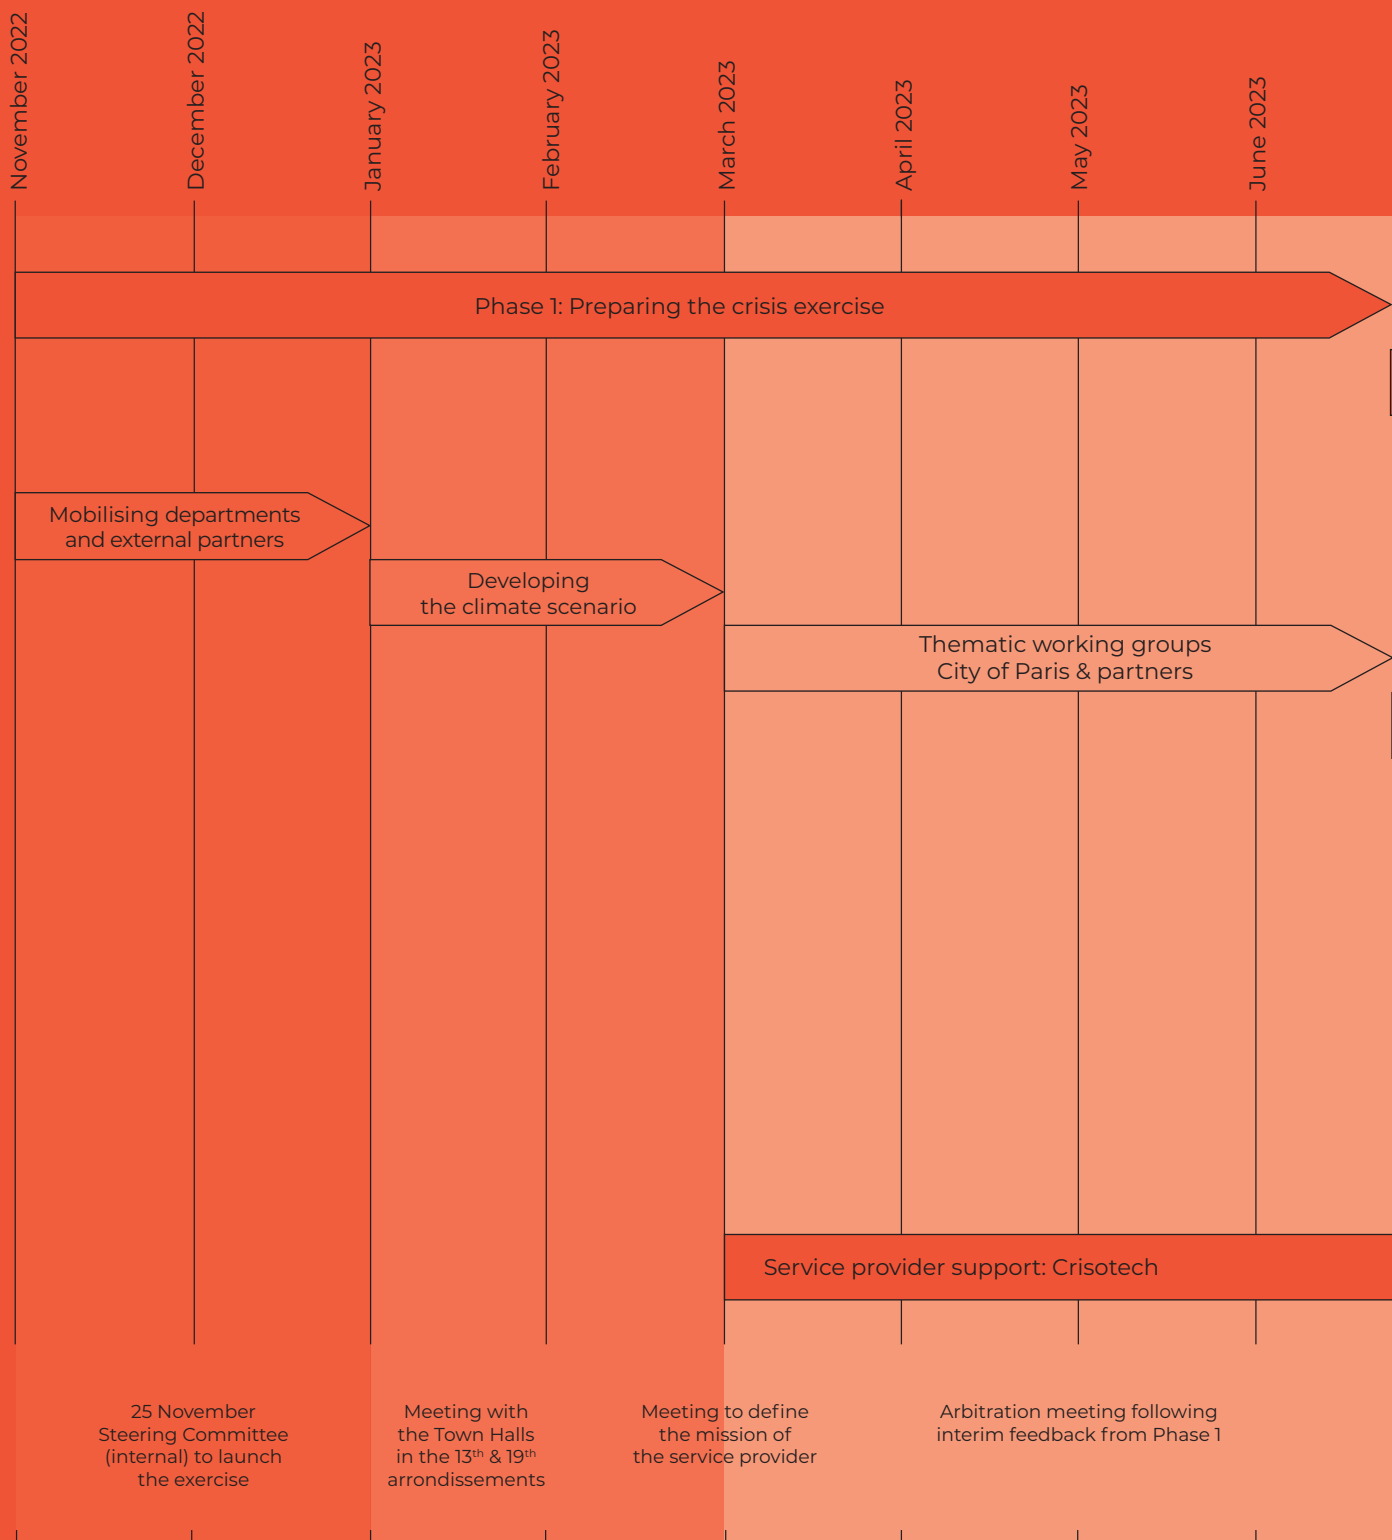 November 2022
December 2022
January 2023
February 2023
March 2023
April 2023
May 2023
June 2023
Phase 1: Preparing the crisis exercise
Mobilising departments
and external partners
Developing
the climate scenario
Thematic working groups
City of Paris & partners
Service provider support: Crisotech
25 November
Steering Committee
(internal) to launch
the exercise
Meeting with
the Town Halls
in the 13th & 19th
arrondissements
Meeting to define
the mission of
the service provider
Arbitration meeting following
interim feedback from Phase 1